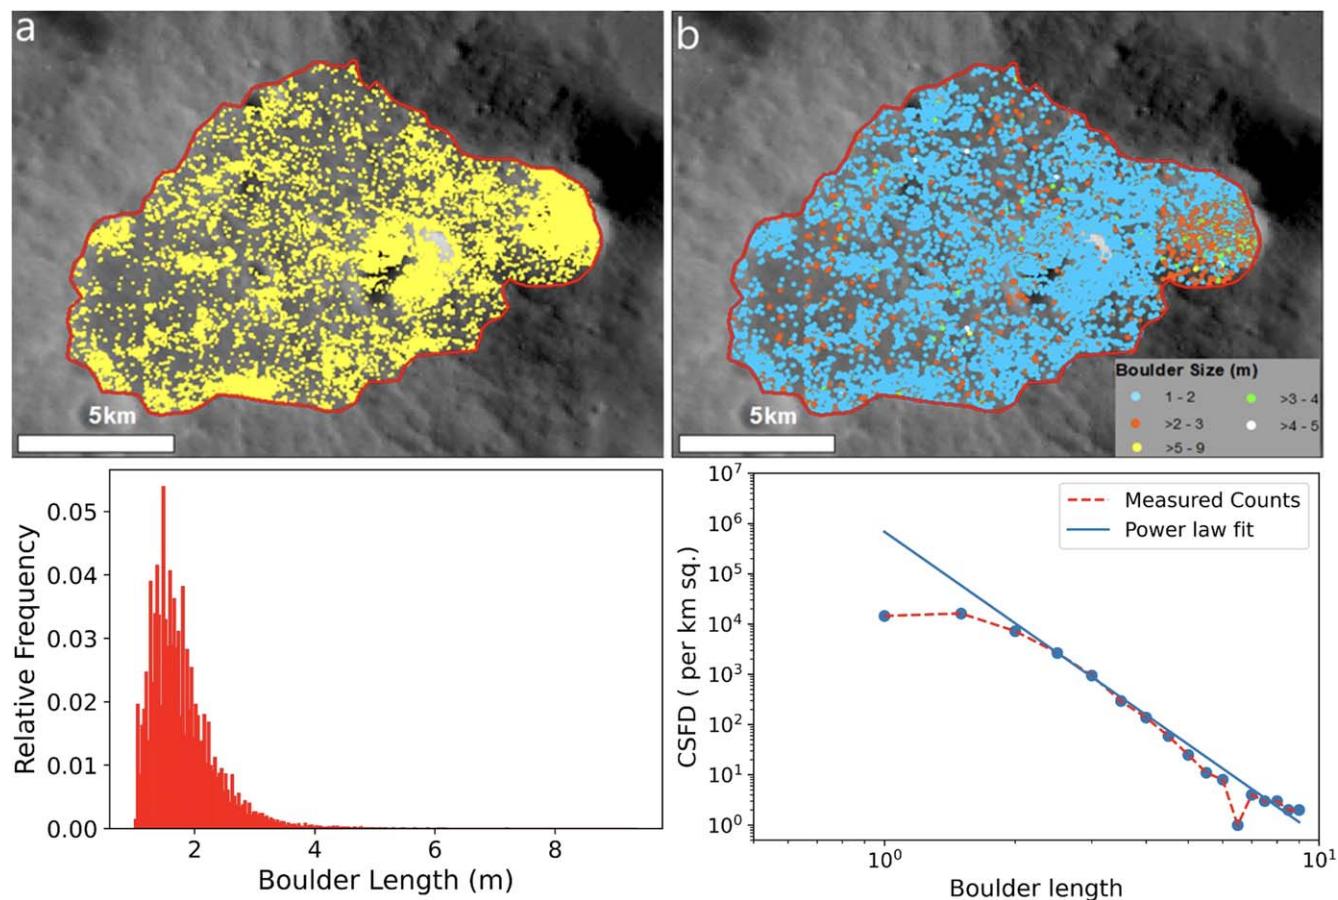 a
5km
b
Boulder Size (m)
1 - 2
>3 - 4
>2 - 3
>4 - 5
>5 - 9
5km
0.05
0.04
0.03
0.02
0.01
0.00
Relative Frequency
2 4 6 8
Boulder Length (m)
10⁷
10⁶
10⁵
10⁴
10³
10²
10¹
10⁰
CSFD ( per km sq.)
Measured Counts
Power law fit
10⁰ 10¹
Boulder length